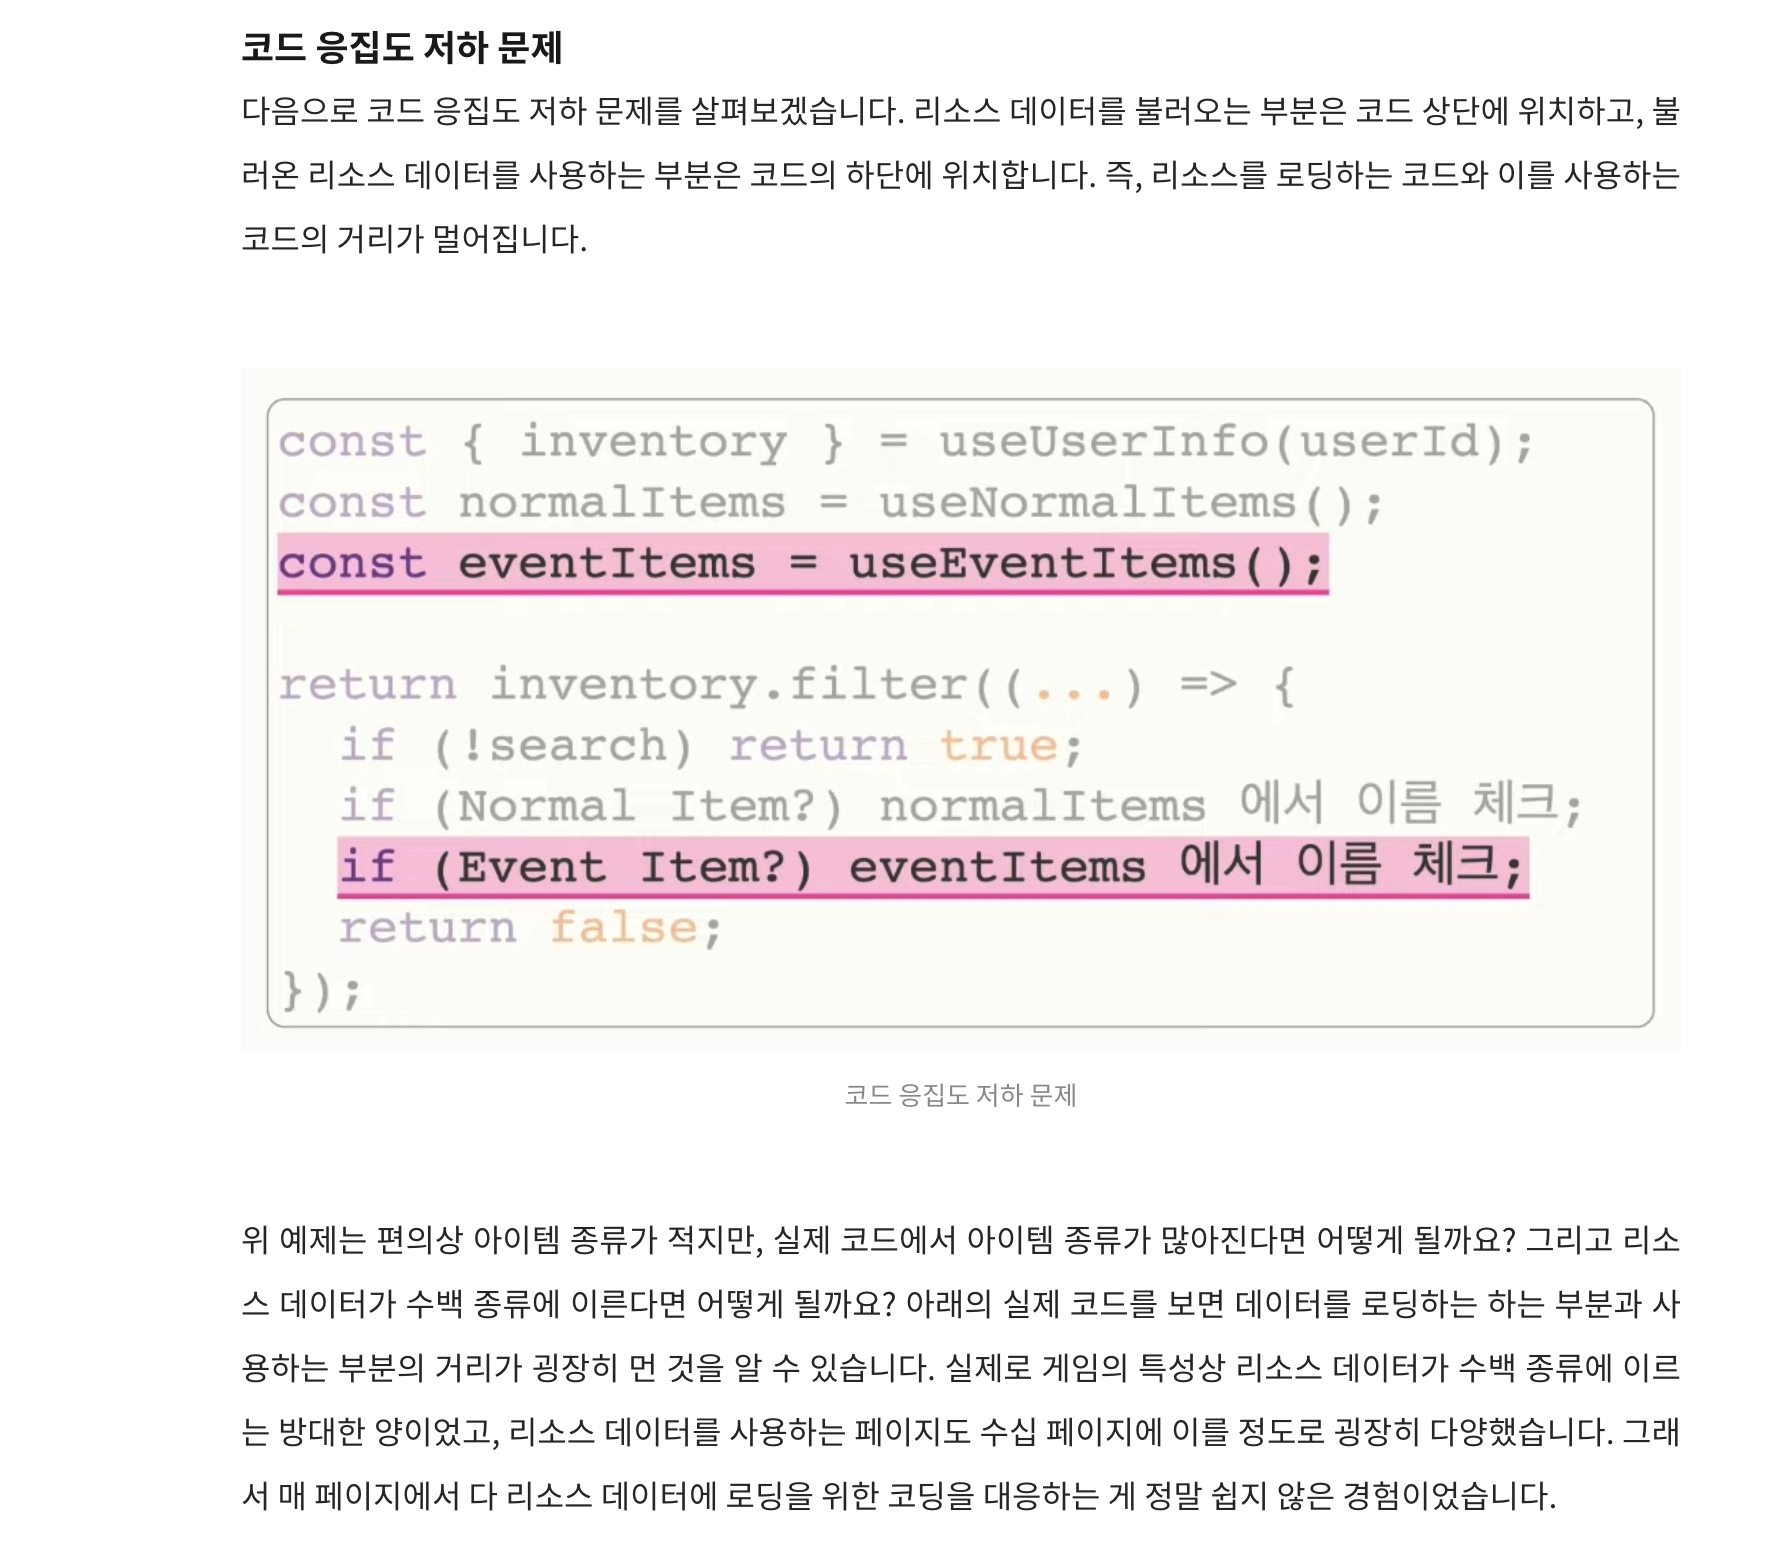 코드 응집도 저하 문제
다음으로 코드 응집도 저하 문제를 살펴보겠습니다. 리소스 데이터를 불러오는 부분은 코드 상단에 위치하고, 불
러온 리소스 데이터를 사용하는 부분은 코드의 하단에 위치합니다. 즉, 리소스를 로딩하는 코드와 이를 사용하는
코드의 거리가 멀어집니다.
const { inventory } = useUserInfo(userId);
const normalItems = useNormalItems();
const eventItems = useEventItems();
return inventory.filter((...) => {
if (!search) return true;
if (Normal Item?) normalItems 에서 이름 체크;
if (Event Item?) eventItems 에서 이름 체크;
return false;
});
코드 응집도 저하 문제
위 예제는 편의상 아이템 종류가 적지만, 실제 코드에서 아이템 종류가 많아진다면 어떻게 될까요? 그리고 리소
스 데이터가 수백 종류에 이른다면 어떻게 될까요? 아래의 실제 코드를 보면 데이터를 로딩하는 하는 부분과 사
용하는 부분의 거리가 굉장히 먼 것을 알 수 있습니다. 실제로 게임의 특성상 리소스 데이터가 수백 종류에 이르
는 방대한 양이었고, 리소스 데이터를 사용하는 페이지도 수십 페이지에 이를 정도로 굉장히 다양했습니다. 그래
서 매 페이지에서 다 리소스 데이터에 로딩을 위한 코딩을 대응하는 게 정말 쉽지 않은 경험이었습니다.